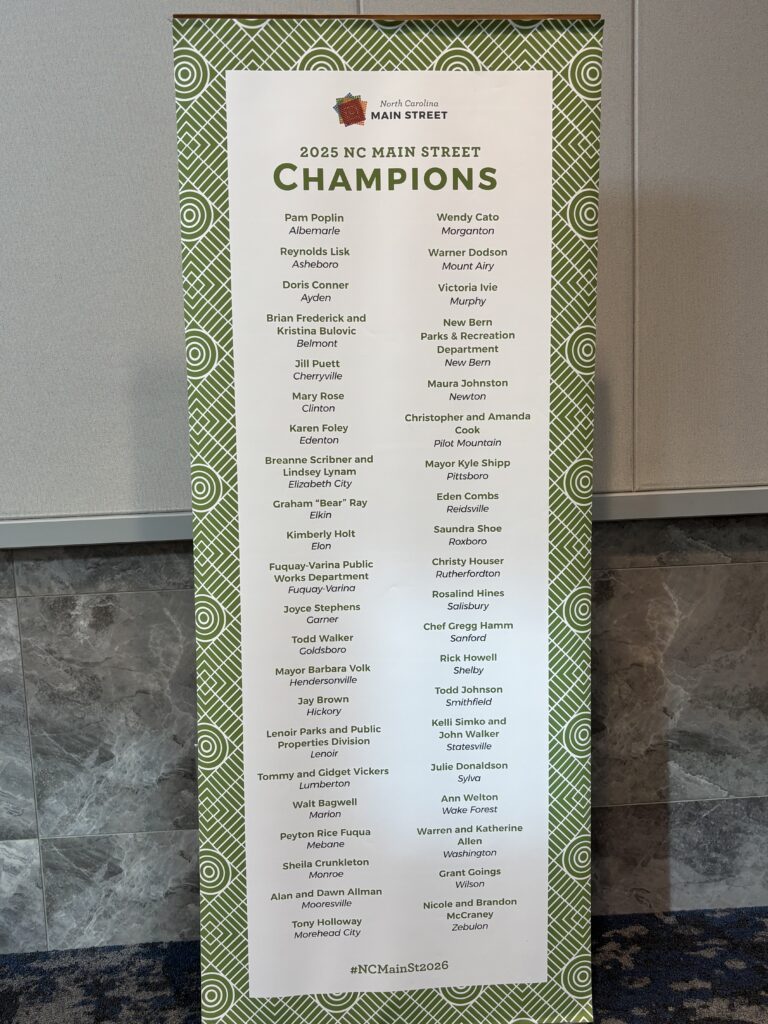 North Carolina
MAIN STREET
2025 NC MAIN STREET
CHAMPIONS
Pam Poplin
Albemarle
Reynolds Lisk
Asheboro
Doris Conner
Ayden
Brian Frederick and
Kristina Bulovic
Belmont
Jill Puett
Cherryville
Mary Rose
Clinton
Karen Foley
Edenton
Breanne Scribner and
Lindsey Lynam
Elizabeth City
Graham “Bear” Ray
Elkin
Kimberly Holt
Elon
Fuquay-Varina Public
Works Department
Fuquay-Varina
Joyce Stephens
Garner
Todd Walker
Goldsboro
Mayor Barbara Volk
Hendersonville
Jay Brown
Hickory
Lenoir Parks and Public
Properties Division
Lenoir
Tommy and Gidget Vickers
Lumberton
Walt Bagwell
Marion
Peyton Rice Fuqua
Mebane
Sheila Crunkleton
Monroe
Alan and Dawn Allman
Mooresville
Tony Holloway
Morehead City
Wendy Cato
Morganton
Warner Dodson
Mount Airy
Victoria Ivie
Murphy
New Bern
Parks & Recreation
Department
New Bern
Maura Johnston
Newton
Christopher and Amanda
Cook
Pilot Mountain
Mayor Kyle Shipp
Pittsboro
Eden Combs
Reidsville
Saundra Shoe
Roxboro
Christy Houser
Rutherfordton
Rosalind Hines
Salisbury
Chef Gregg Hamm
Sanford
Rick Howell
Shelby
Todd Johnson
Smithfield
Kelli Simko and
John Walker
Statesville
Julie Donaldson
Sylva
Ann Welton
Wake Forest
Warren and Katherine
Allen
Washington
Grant Goings
Wilson
Nicole and Brandon
McCraney
Zebulon
#NCMainSt2026